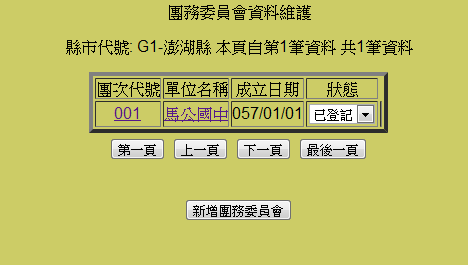 團務委員會資料維護
縣市代號: G1-澎湖縣 本頁自第1筆資料 共1筆資料
團次代號 單位名稱 成立日期 狀態
001 馬公國中 057/01/01 已登記
第一頁 上一頁 下一頁 最後一頁
新增團務委員會